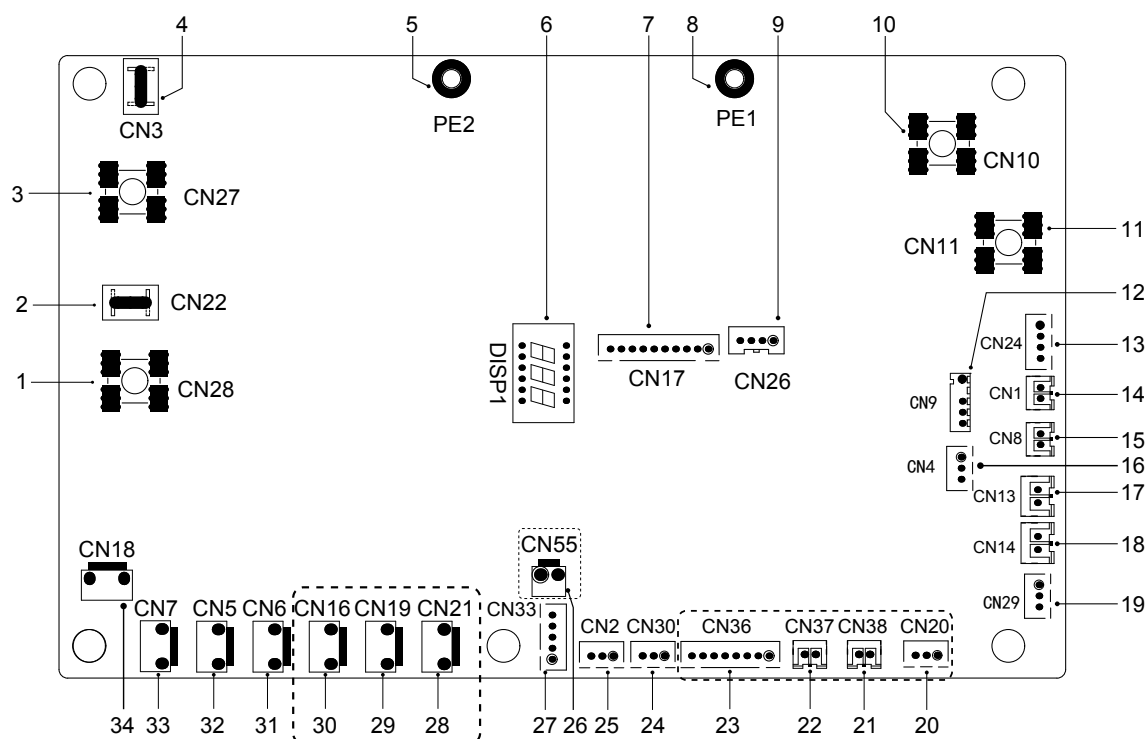 4 5 6 7 8 9 10
CN3 PE2 PE1 CN10
3 CN27
CN11 11
12
2 CN22
CN24 13
DISP1 CN17 CN26
1 CN28
CN9 CN1 14
CN8 15
CN4 16
CN13 17
CN14 18
CN18 CN55
CN29 19
CN7 CN5 CN6 CN16 CN19 CN21 CN33 CN2 CN30 CN36 CN37 CN38 CN20
34 33 32 31 30 29 28 27 26 25 24 23 22 21 20